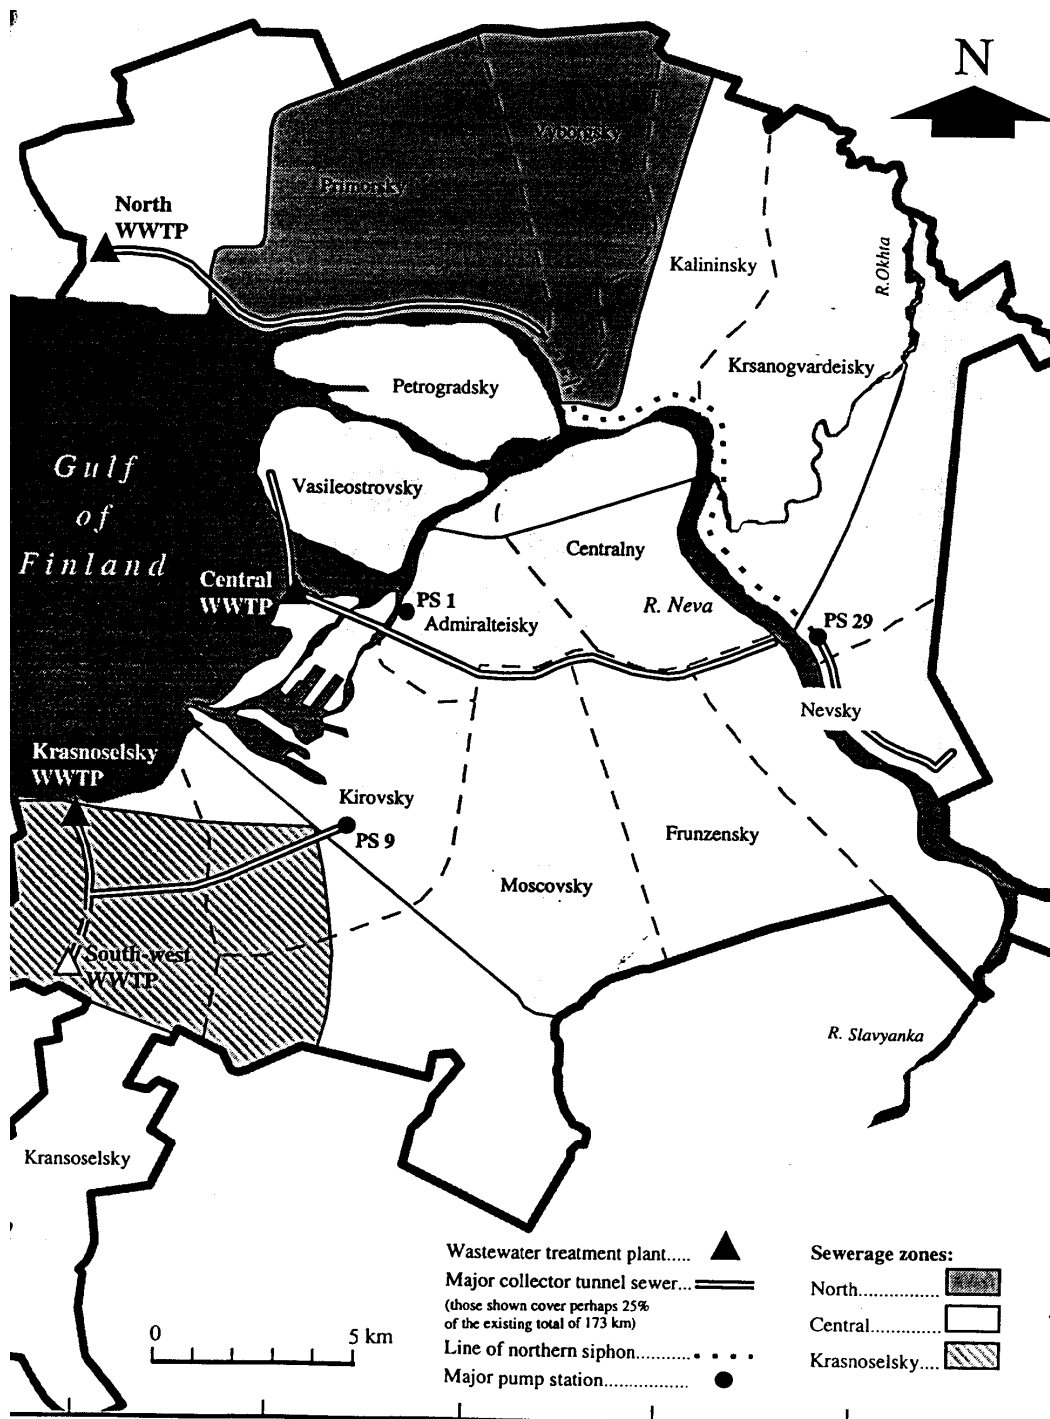 N
Vyborgsky
Primorsky
North
WWTP
Kalininsky
R.Okhta
Krsanogvardeisky
Petrogradsky
Gulf
of
Finland
Vasileostrovsky
Centralny
Central
WWTP
PS 1
R. Neva
Admiralteisky
PS 29
Nevsky
Krasnoselsky
WWTP
Kirovsky
PS 9
Frunzensky
Moscovsky
South-west
WWTP
R. Slavyanka
Kransoselsky
Wastewater treatment plant.....
Major collector tunnel sewer...
(those shown cover perhaps 25%
of the existing total of 173 km)
Line of northern siphon............
Major pump station.................
0 5 km
Sewerage zones:
North................
Central..............
Krasnoselsky....